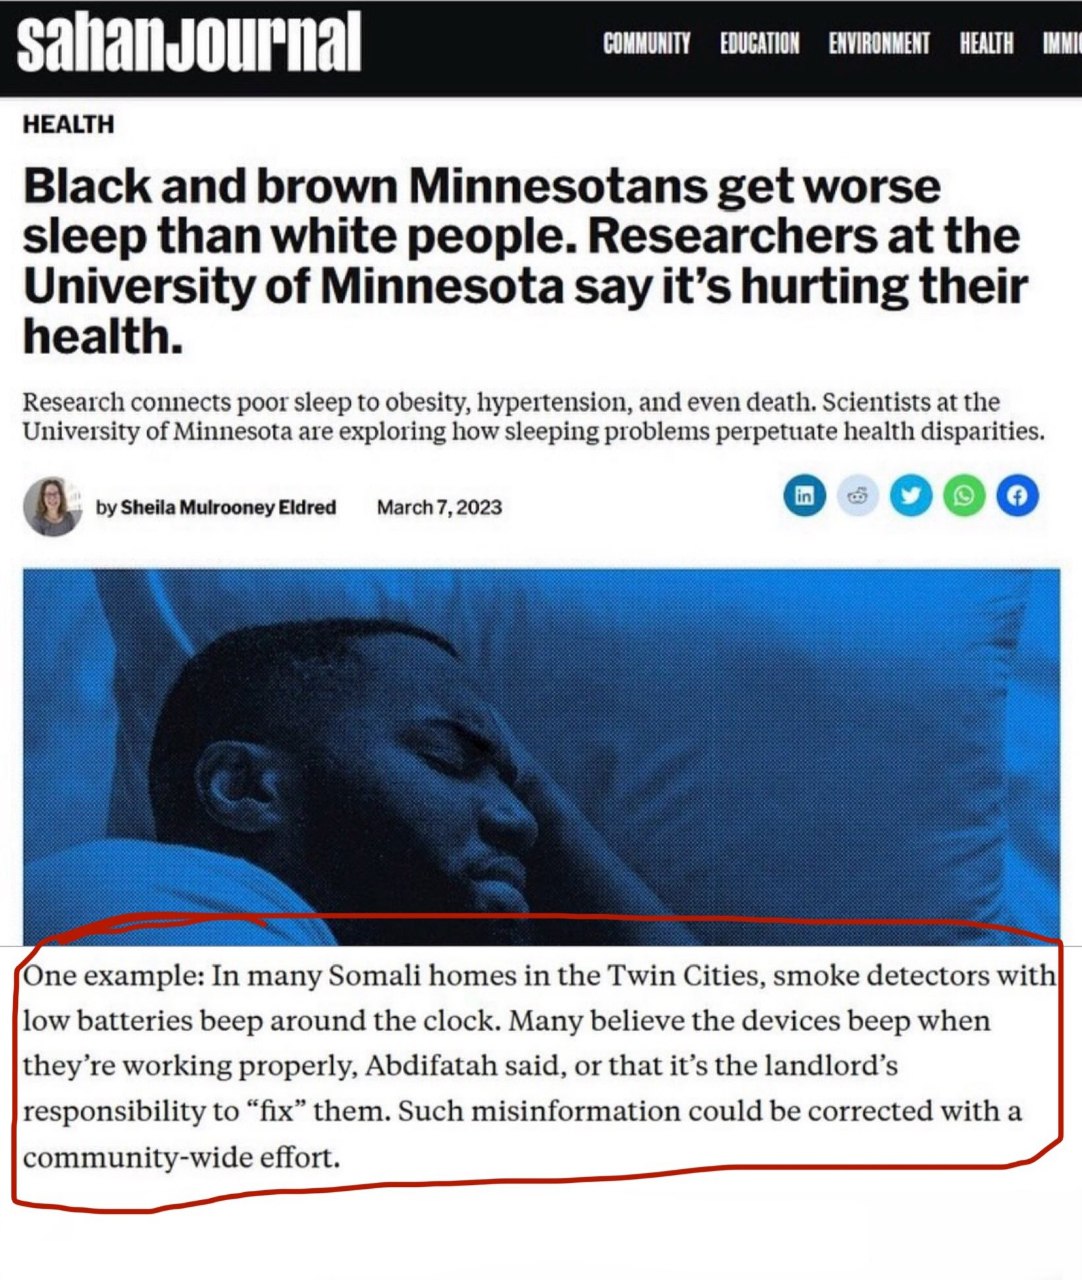 sahanjournal
COMMUNITY EDUCATION ENVIRONMENT HEALTH
HEALTH
Black and brown Minnesotans get worse
sleep than white people. Researchers at the
University of Minnesota say it's hurting their
health.
Research connects poor sleep to obesity, hypertension, and even death. Scientists at the
University of Minnesota are exploring how sleeping problems perpetuate health disparities.
by Sheila Mulrooney Eldred March 7, 2023
in
One example: In many Somali homes in the Twin Cities, smoke detectors with
low batteries beep around the clock. Many believe the devices beep when
they're working properly, Abdifatah said, or that it's the landlord's
responsibility to “fix” them. Such misinformation could be corrected with a
community-wide effort.